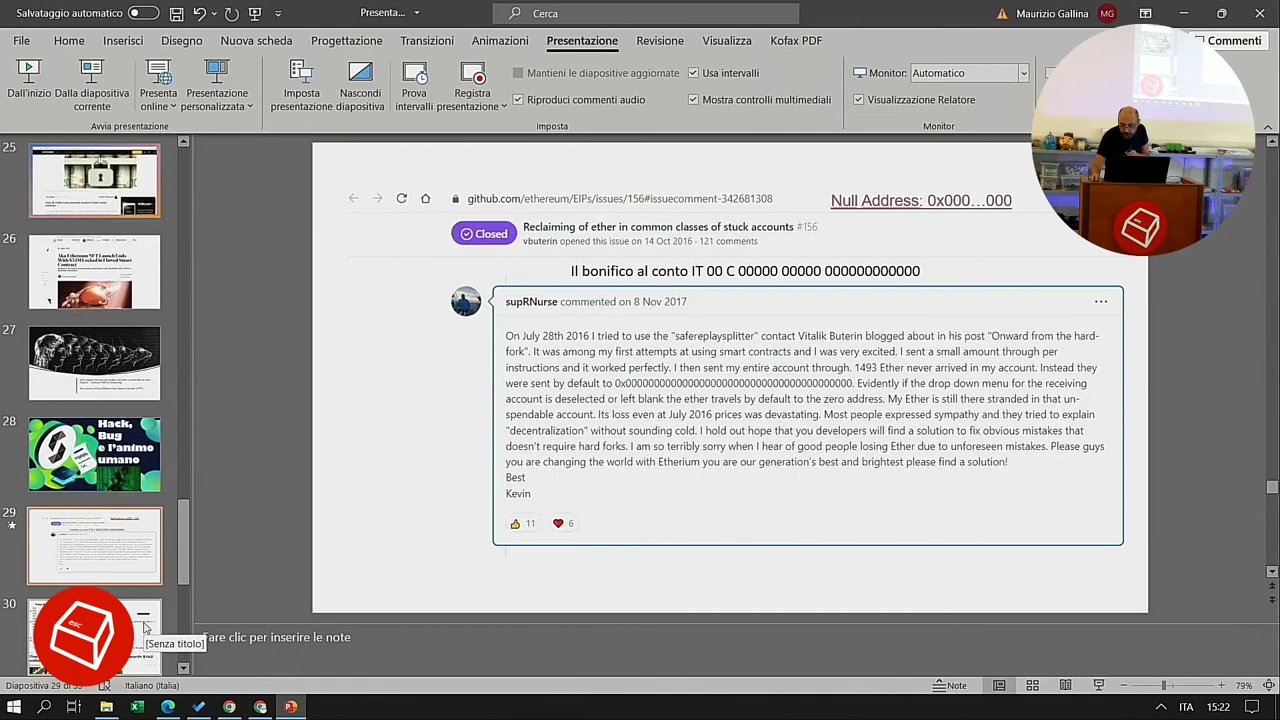 Salvataggio automatico
Presenta...
Cerca
Maurizio Gallina
MG
File
Home
Inserisci
Disegno
Nuova scheda
Progettazione
Transizi
Animazioni
Presentazione
Revisione
Visualizza
Kofax PDF
Commenti
Dall'inizio
Dalla diapositiva
corrente
Presenta
online
Presentazione
personalizzata
Imposta
presentazione
Nascondi
diapositiva
Prova
intervalli
Registra
presentazione
Mantieni le diapositive aggiornate
Riproduci commenti audio
Usa intervalli
Mostra controlli multimediali
Monitor:
Automatico
Visualizzazione Relatore
Avvia presentazione
Imposta
Monitor
25
26
27
28
Hack,
Bug
e l'animo
umano
29
30
esc
[Senza titolo]
github.com/ethereum/EIPs/issues/156#issuecomment-342681808
Null Address: 0x000...000
Closed
Reclaiming of ether in common classes of stuck accounts #156
vbuterin opened this issue on 14 Oct 2016 · 121 comments
Il bonifico al conto IT 00 C 00000 00000 000000000000
supRNurse commented on 8 Nov 2017
On July 28th 2016 I tried to use the "safereplaysplitter" contact Vitalik Buterin blogged about in his post "Onward from the hard-
fork". It was among my first attempts at using smart contracts and I was very excited. I sent a small amount through per
instructions and it worked perfectly. I then sent my entire account through. 1493 Ether never arrived in my account. Instead they
were sent by default to 0x0000000000000000000000000000000000000000. Evidently if the drop down menu for the receiving
account is deselected or left blank the ether travels by default to the zero address. My Ether is still there stranded in that un-
spendable account. Its loss even at July 2016 prices was devastating. Most people expressed sympathy and they tried to explain
"decentralization" without sounding cold. I hold out hope that you developers will find a solution to fix obvious mistakes that
doesn't require hard forks. I am so terribly sorry when I hear of good people losing Ether due to unforeseen mistakes. Please guys
you are changing the world with Etherium you are our generation's best and brightest please find a solution!
Best
Kevin
6
Fare clic per inserire le note
Diapositiva 29 di
Italiano (Italia)
Note
79%
ITA
15:22